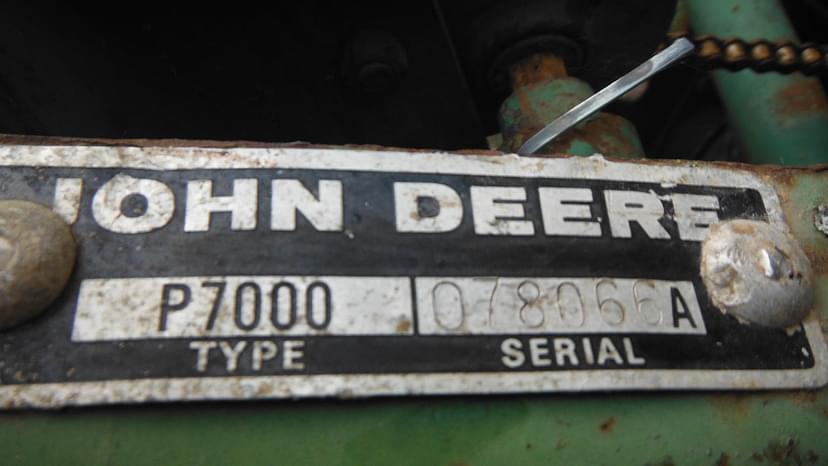 JOHN DEERE
P7000 078066A
TYPE SERIAL